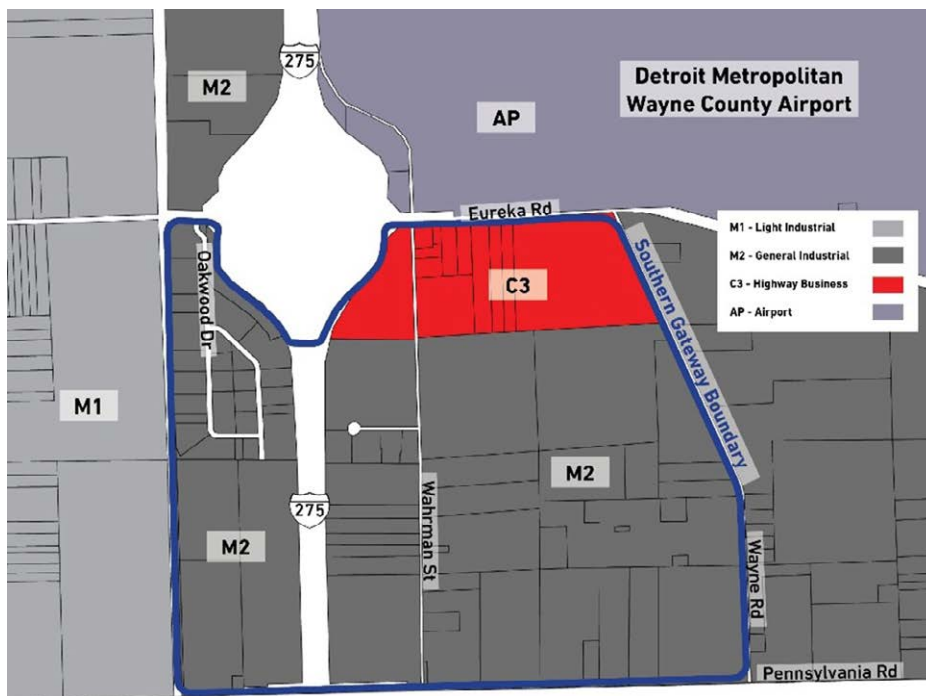 275
M2
Detroit Metropolitan
Wayne County Airport
AP
Eureka Rd
M1 - Light Industrial
M2 - General Industrial
C3 - Highway Business
AP - Airport
Oakwood Dr
C3
Southern Gateway Boundary
M1
M2
275
M2
Wahrman St
Wayne Rd
Pennsylvania Rd